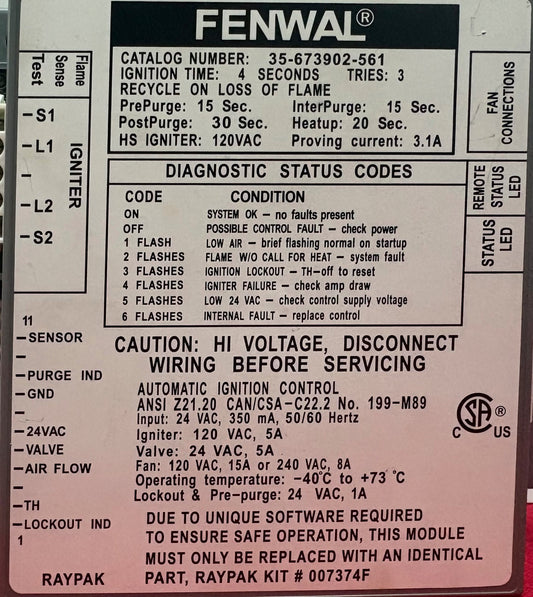 FENWAL®
CATALOG NUMBER: 35-673902-561
IGNITION TIME: 4 SECONDS TRIES: 3
RECYCLE ON LOSS OF FLAME
PrePurge: 15 Sec. InterPurge: 15 Sec.
PostPurge: 30 Sec. Heatup: 20 Sec.
HS IGNITER: 120VAC Proving current: 3.1A
Flame
Sense
Test
S1
L1
IGNITER
L2
S2
FAN
CONNECTIONS
REMOTE
STATUS
LED
STATUS
LED
DIAGNOSTIC STATUS CODES
CODE CONDITION
ON SYSTEM OK – no faults present
OFF POSSIBLE CONTROL FAULT – check power
1 FLASH LOW AIR – brief flashing normal on startup
2 FLASHES FLAME W/O CALL FOR HEAT – system fault
3 FLASHES IGNITION LOCKOUT – TH-off to reset
4 FLASHES IGNITER FAILURE – check amp draw
5 FLASHES LOW 24 VAC – check control supply voltage
6 FLASHES INTERNAL FAULT – replace control
11
SENSOR
PURGE IND
GND
24VAC
VALVE
AIR FLOW
TH
LOCKOUT IND
1
CAUTION: HI VOLTAGE, DISCONNECT
WIRING BEFORE SERVICING
AUTOMATIC IGNITION CONTROL
ANSI Z21.20 CAN/CSA-C22.2 No. 199-M89
Input: 24 VAC, 350 mA, 50/60 Hertz
Igniter: 120 VAC, 5A
Valve: 24 VAC, 5A
Fan: 120 VAC, 15A or 240 VAC, 8A
Operating temperature: –40°C to +73 °C
Lockout & Pre-purge: 24 VAC, 1A
CSA®
C US
DUE TO UNIQUE SOFTWARE REQUIRED
TO ENSURE SAFE OPERATION, THIS MODULE
MUST ONLY BE REPLACED WITH AN IDENTICAL
RAYPAK PART, RAYPAK KIT # 007374F